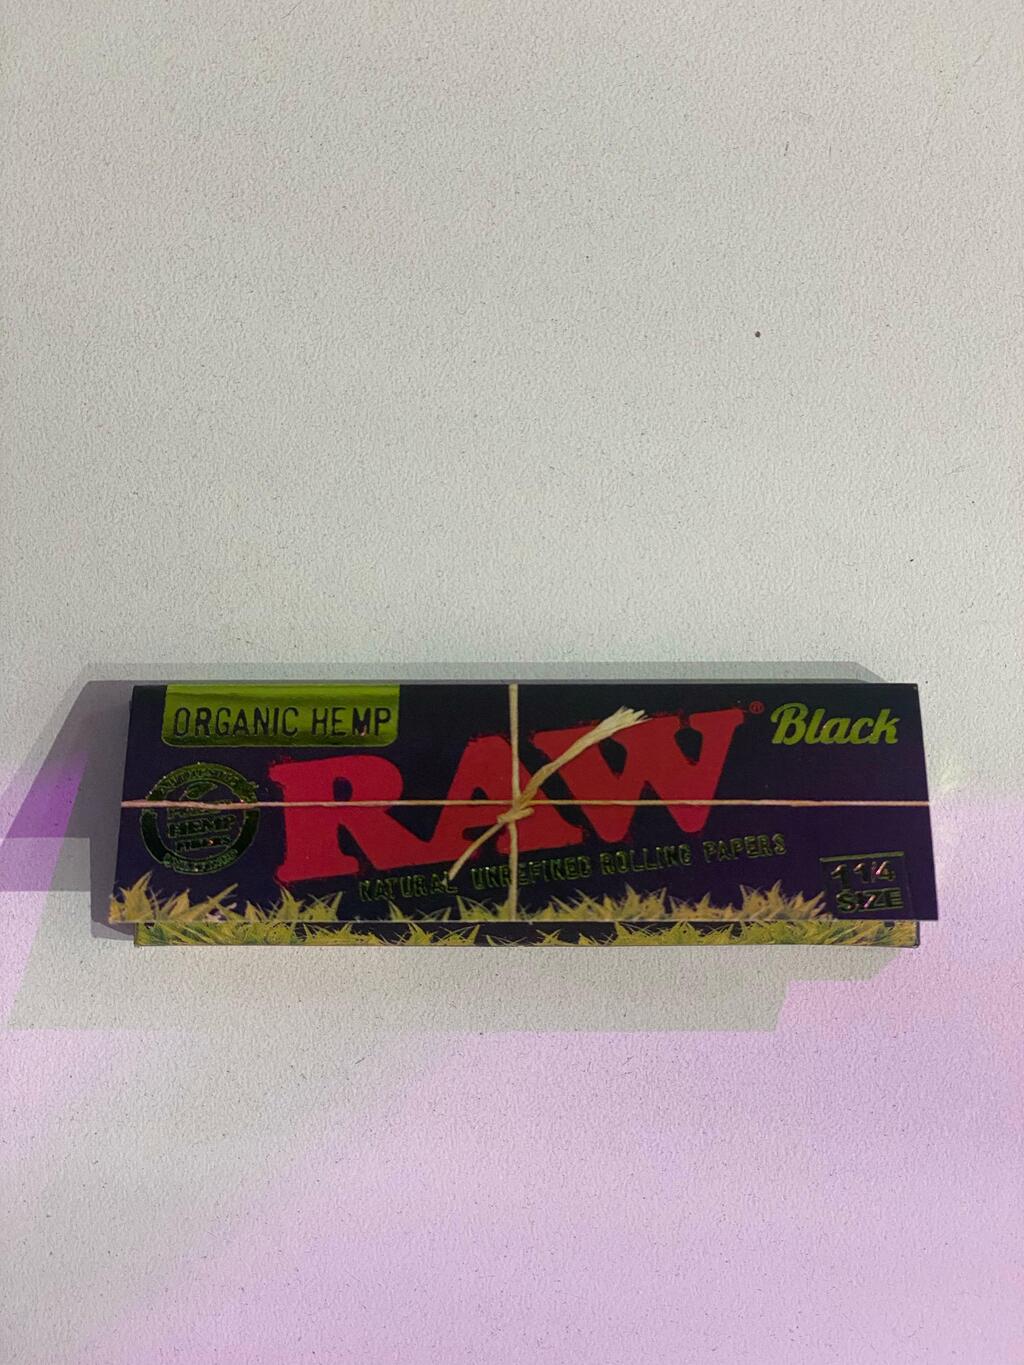 ORGANIC HEMP
RAW®
Black
HEMP
NATURAL UNREFINED ROLLING PAPERS
1 1/4
SIZE